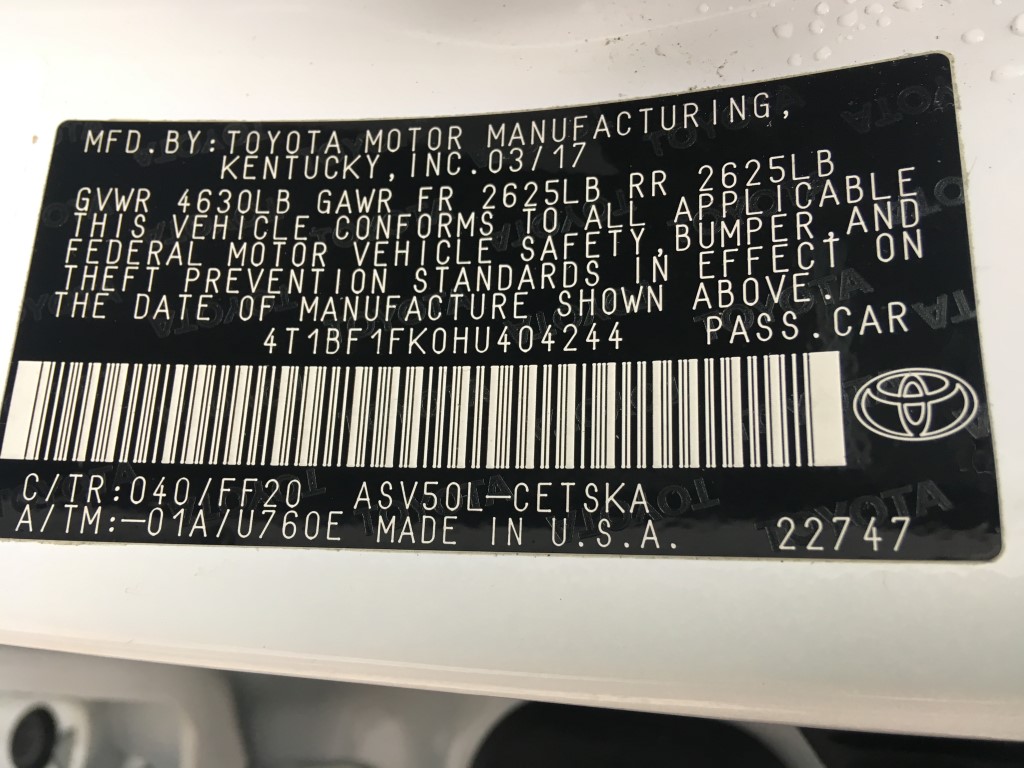 MFD.BY:TOYOTA MOTOR MANUFACTURING,
KENTUCKY,INC.03/17
GVWR 4630LB GAWR FR 2625LB RR 2625LB
THIS VEHICLE CONFORMS TO ALL APPLICABLE
FEDERAL MOTOR VEHICLE SAFETY,BUMPER,AND
THEFT PREVENTION STANDARDS IN EFFECT ON
THE DATE OF MANUFACTURE SHOWN ABOVE.
4T1BF1FK0HU404244 PASS.CAR
C/TR:040/FF20 ASV50L-CETSKA
A/TM:-01A/U760E MADE IN U.S.A. 22747